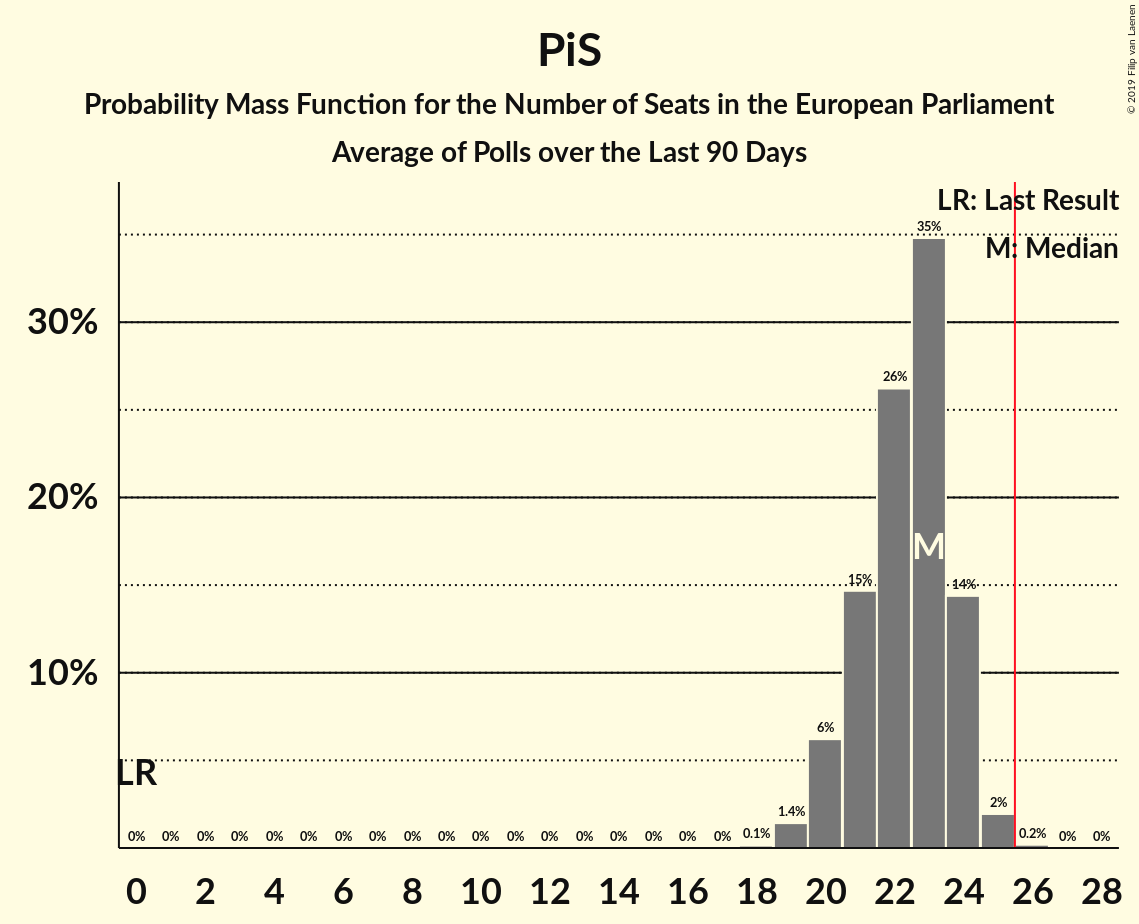 PiS
Probability Mass Function for the Number of Seats in the European Parliament
Average of Polls over the Last 90 Days
© 2019 Filip van Laenen
LR: Last Result
M: Median
35%
30%
26%
20%
M
15%
14%
10%
6%
LR
0% 0% 0% 0% 0% 0% 0% 0% 0% 0% 0% 0% 0% 0% 0% 0% 0% 0% 0.1% 1.4% 2% 0.2% 0% 0%
0 2 4 6 8 10 12 14 16 18 20 22 24 26 28